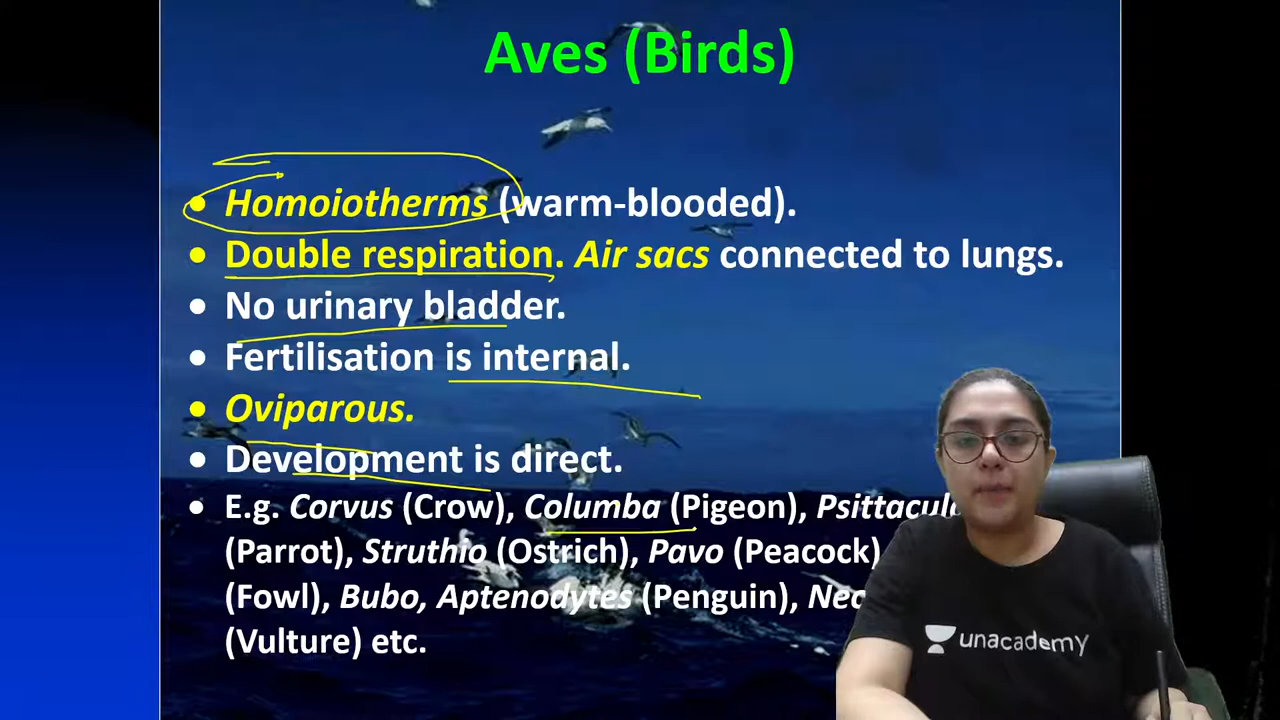 Aves (Birds)
• Homoiotherms (warm-blooded).
• Double respiration. Air sacs connected to lungs.
• No urinary bladder.
• Fertilisation is internal.
• Oviparous.
• Development is direct.
• E.g. Corvus (Crow), Columba (Pigeon),
(Parrot), Struthio (Ostrich), Pavo (Peacock)
(Fowl), Bubo, Aptenodytes (Penguin),
(Vulture) etc.
unacademy